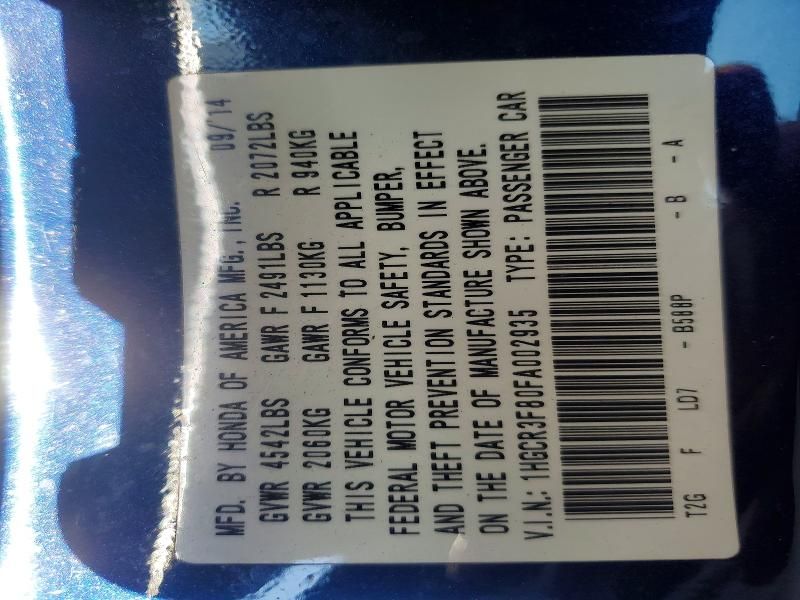 MFD. BY HONDA OF AMERICA MFG., INC. 09/14
GVWR 4542LBS GAWR F 2491LBS R 2072LBS
GVWR 2060KG GAWR F 1130KG R 940KG
THIS VEHICLE CONFORMS TO ALL APPLICABLE
FEDERAL MOTOR VEHICLE SAFETY, BUMPER,
AND THEFT PREVENTION STANDARDS IN EFFECT
ON THE DATE OF MANUFACTURE SHOWN ABOVE.
V.I.N.: 1HGCR3F80FA002935 TYPE: PASSENGER CAR
T2G F LD7 - B588P - B - A